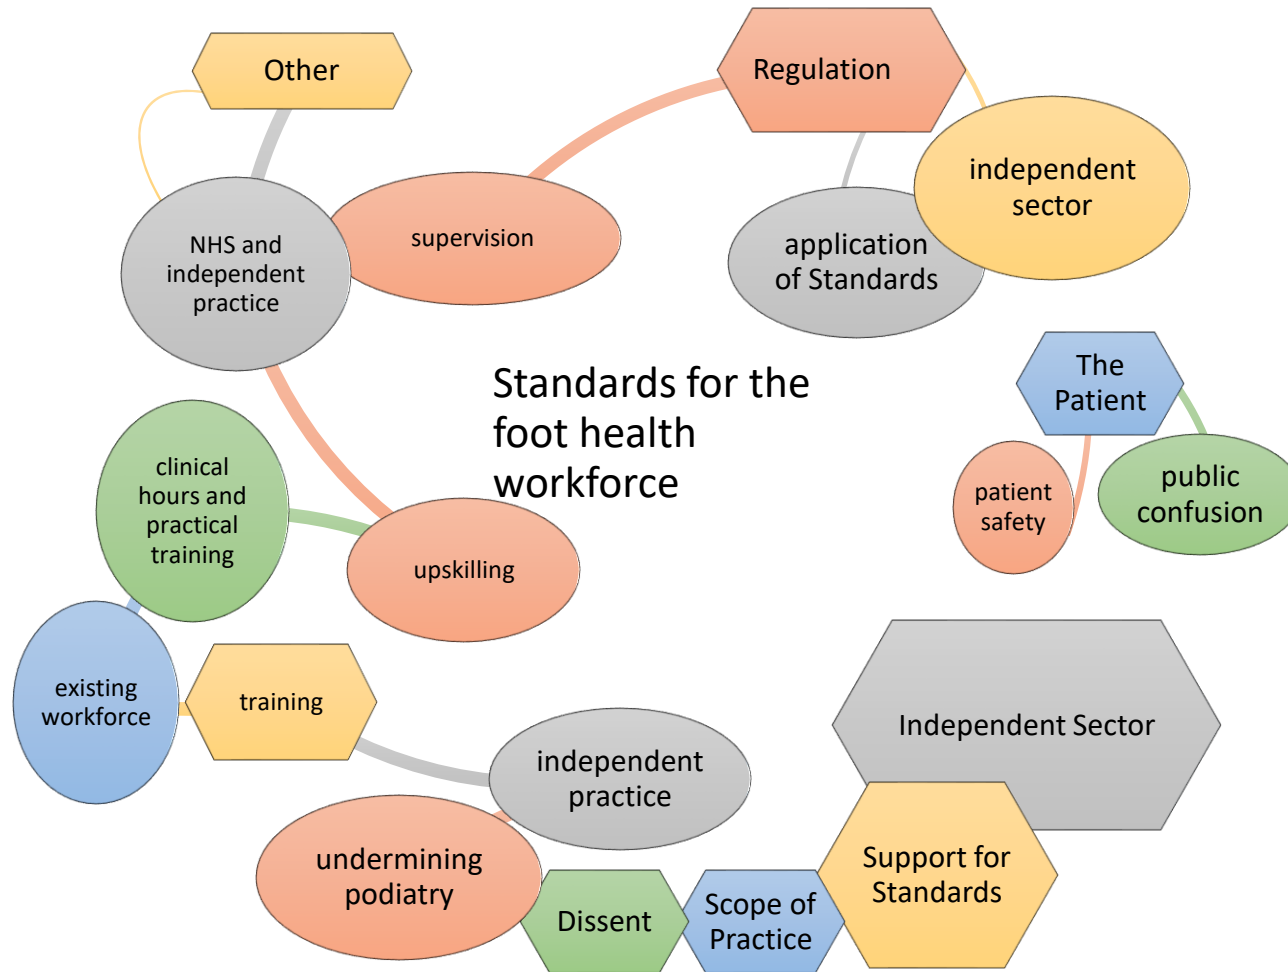 Other
Regulation
independent
sector
supervision
NHS and
independent
practice
application
of Standards
The
Patient
Standards for the
foot health
workforce
clinical
hours and
practical
training
patient
safety
public
confusion
upskilling
existing
workforce
training
Independent Sector
independent
practice
undermining
podiatry
Support for
Standards
Dissent
Scope of
Practice